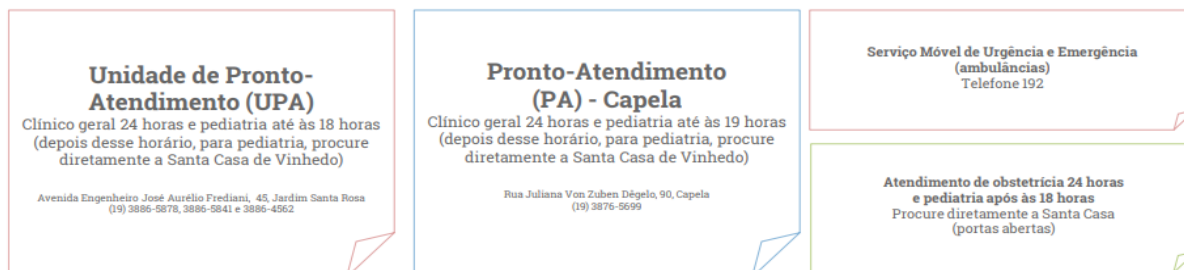 Unidade de Pronto-
Atendimento (UPA)
Clínico geral 24 horas e pediatria até às 18 horas
(depois desse horário, para pediatria, procure
diretamente a Santa Casa de Vinhedo)
Avenida Engenheiro José Aurélio Frediani, 45, Jardim Santa Rosa
(19) 3886-5878, 3886-5841 e 3886-4562
Pronto-Atendimento
(PA) - Capela
Clínico geral 24 horas e pediatria até às 19 horas
(depois desse horário, para pediatria, procure
diretamente a Santa Casa de Vinhedo)
Rua Juliana Von Zuben Dêgelo, 90, Capela
(19) 3876-5699
Serviço Móvel de Urgência e Emergência
(ambulâncias)
Telefone 192
Atendimento de obstetrícia 24 horas
e pediatria após às 18 horas
Procure diretamente a Santa Casa
(portas abertas)